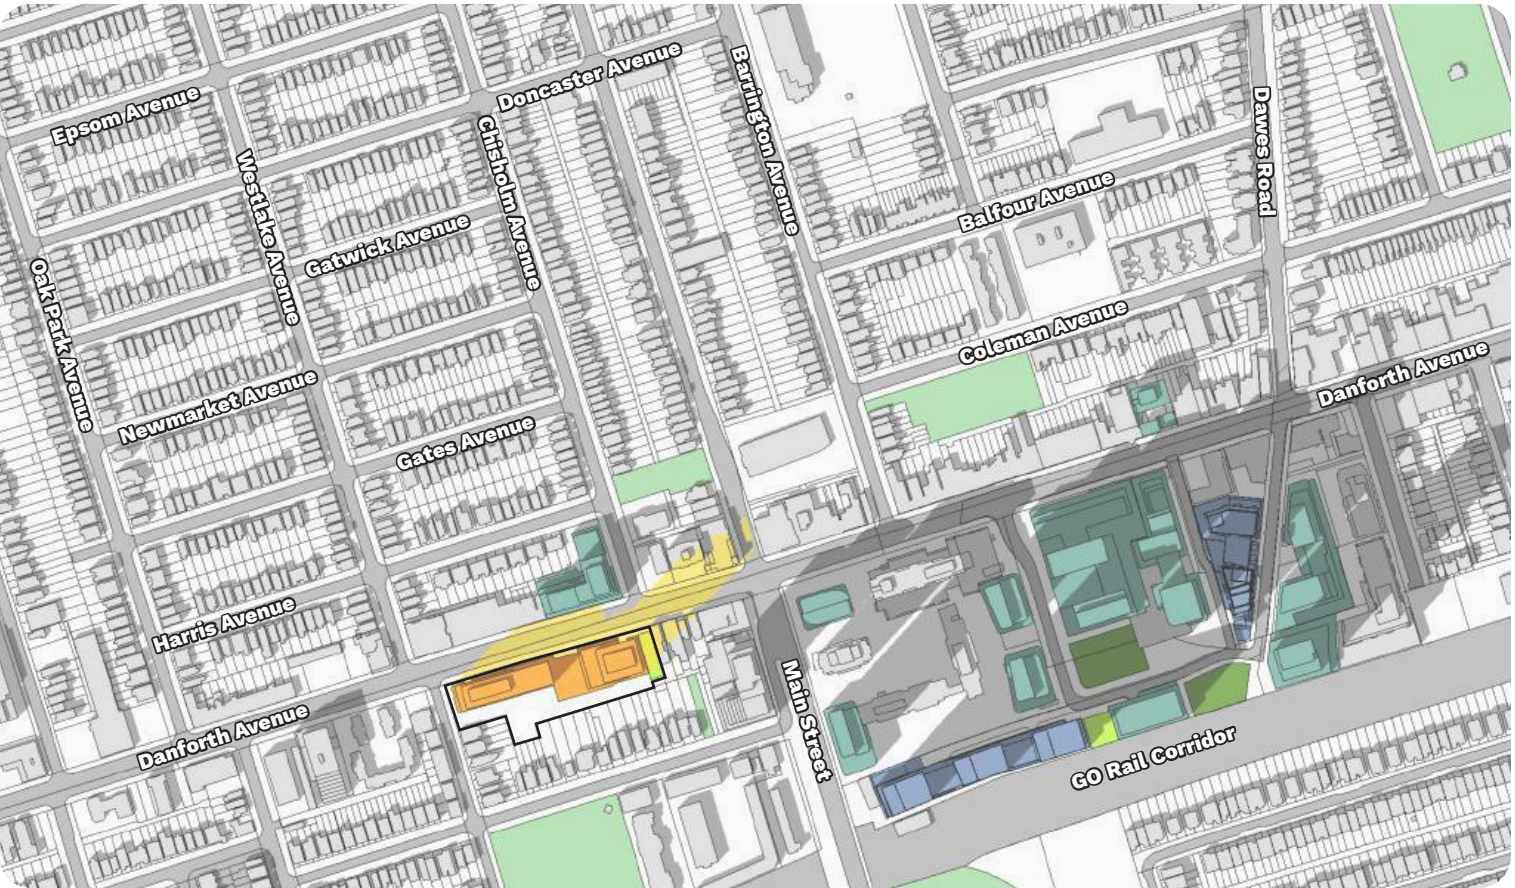 Doncaster Avenue
Epsom Avenue
Barrington Avenue
Dawes Road
Chisholm Avenue
Westlake Avenue
Balfour Avenue
Gatwick Avenue
Oak Park Avenue
Coleman Avenue
Danforth Avenue
Newmarket Avenue
Gates Avenue
Harris Avenue
Main Street
Danforth Avenue
GO Rail Corridor